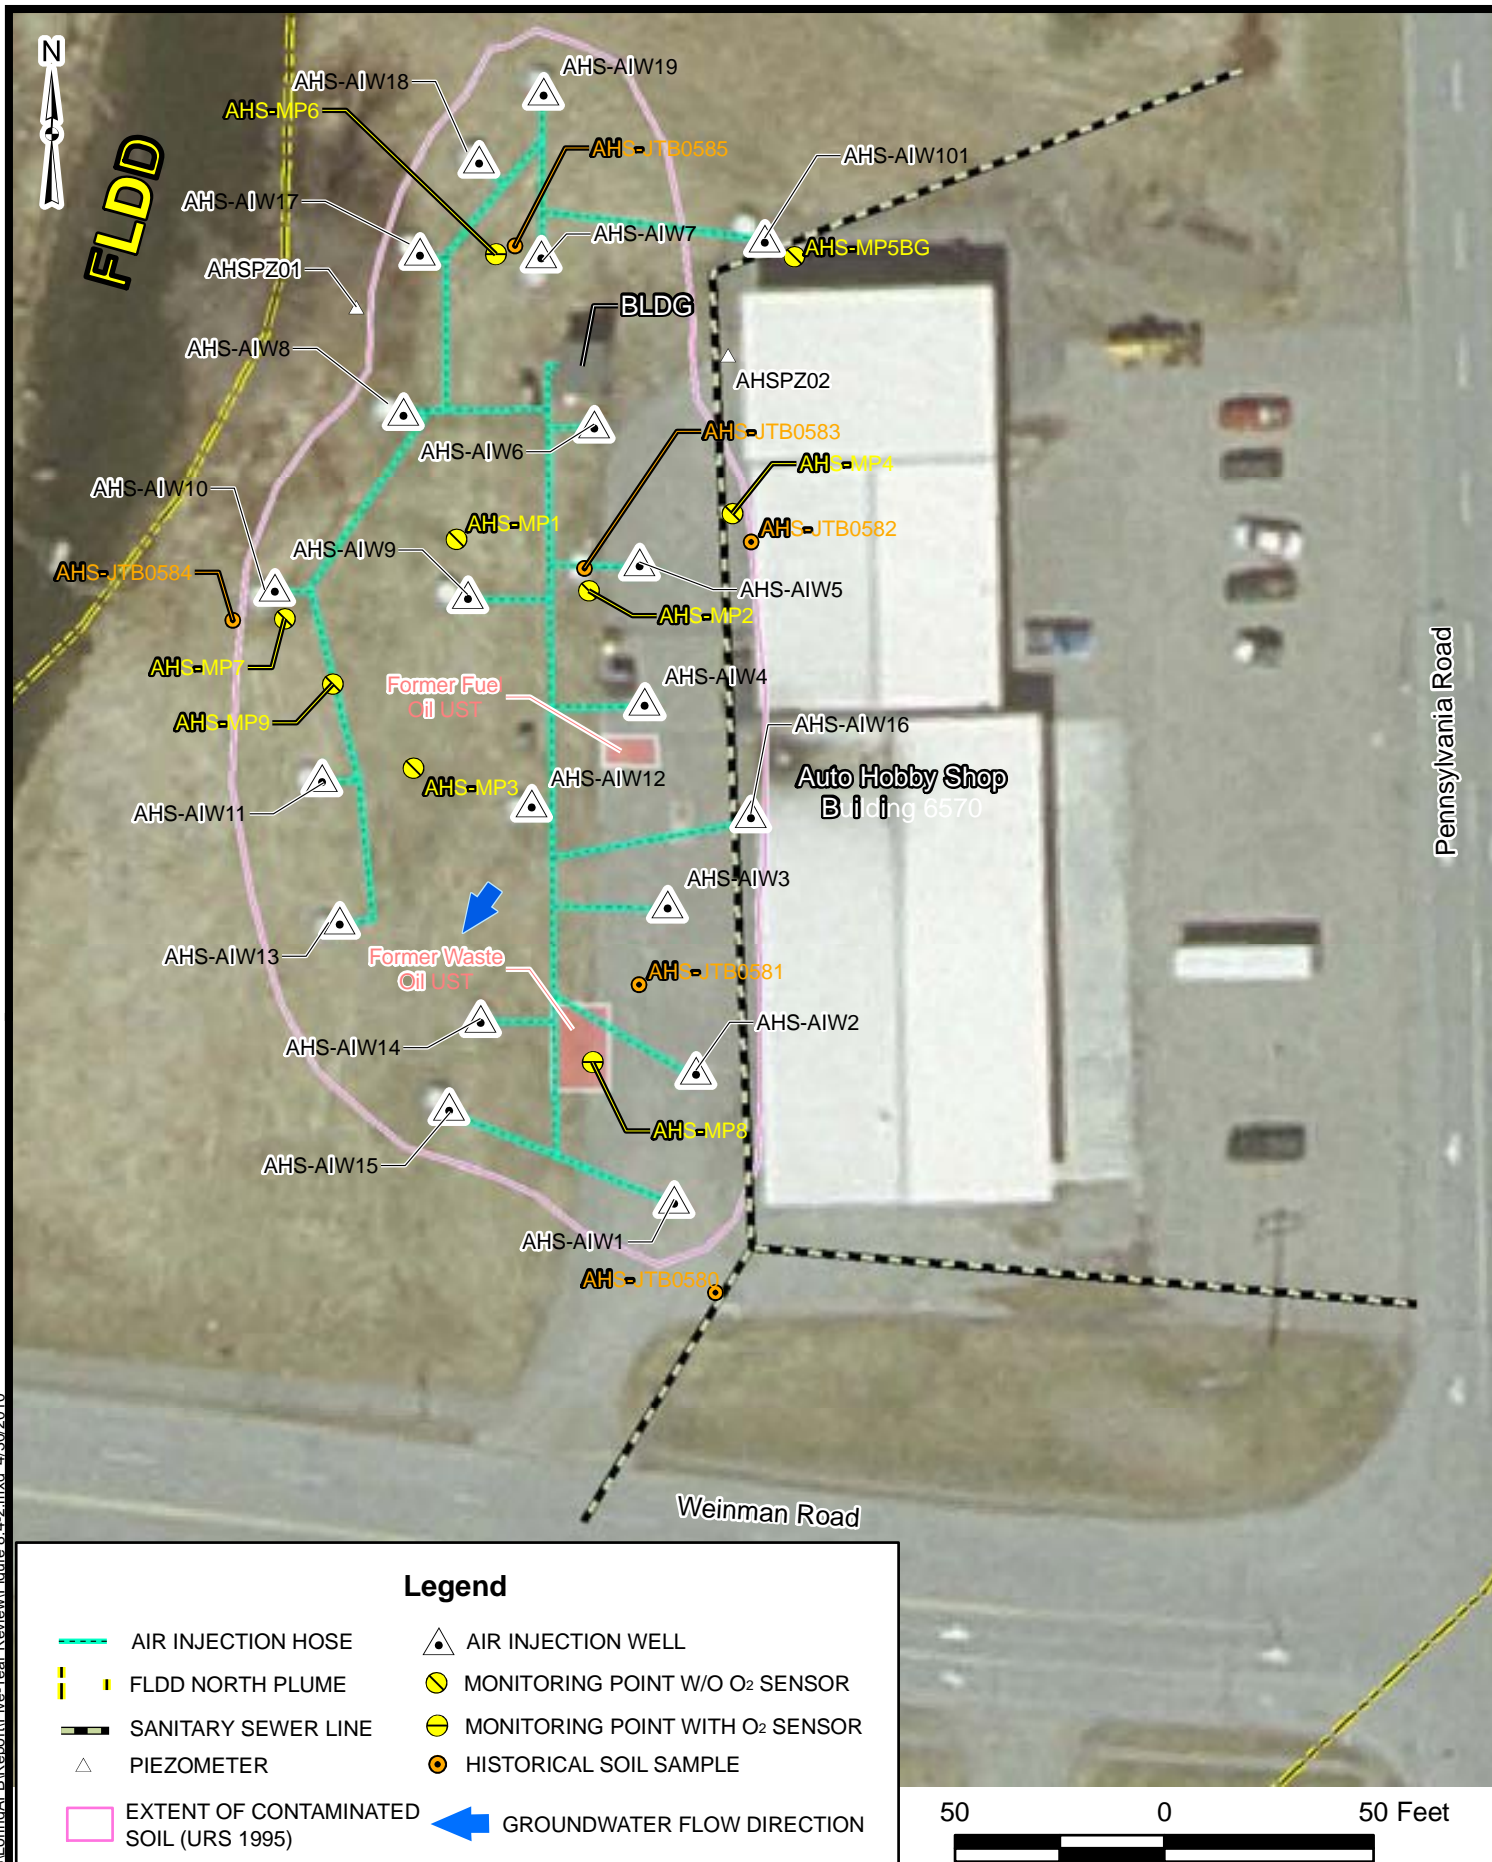 N
AHS-AIW19
AHS-AIW18
AHS-MP6
AHS-JTB0585
AHS-AIW101
FLDD
AHS-AIW17
AHS-AIW7
AHS-MP5BG
AHSPZ01
BLDG
AHS-AIW8
AHSPZ02
AHS-JTB0583
AHS-AIW6
AHS-MP4
AHS-AIW10
AHS-MP1
AHS-JTB0582
AHS-AIW9
AHS-JTB0584
AHS-AIW5
AHS-MP2
AHS-MP7
Former Fuel
Oil UST
AHS-AIW4
AHS-MP9
AHS-AIW16
Pennsylvania Road
AHS-AIW12
Auto Hobby Shop
Building 6570
AHS-MP3
AHS-AIW11
AHS-AIW3
AHS-AIW13
Former Waste
Oil UST
AHS-JTB0581
AHS-AIW2
AHS-AIW14
AHS-MP8
AHS-AIW15
AHS-AIW1
AHS-JTB0580
Weinman Road
Legend
AIR INJECTION HOSE
AIR INJECTION WELL
FLDD NORTH PLUME
MONITORING POINT W/O O2 SENSOR
SANITARY SEWER LINE
MONITORING POINT WITH O2 SENSOR
PIEZOMETER
HISTORICAL SOIL SAMPLE
EXTENT OF CONTAMINATED
SOIL (URS 1995)
GROUNDWATER FLOW DIRECTION
50 0 50 Feet